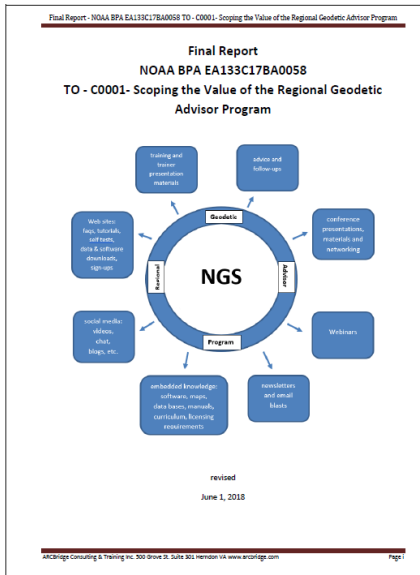 Final Report - NOAA BPA EA133C17BA0058 TO - C0001- Scoping the Value of the Regional Geodetic Advisor Program
Final Report
NOAA BPA EA133C17BA0058
TO - C0001- Scoping the Value of the Regional Geodetic
Advisor Program
training and
trainer
presentation
materials
advice and
follow-ups
Web sites:
faqs, tutorials,
self tests,
data & software
downloads,
sign-ups
Geodetic
conference
presentations,
materials and
networking
Regional
NGS
Advisor
social media:
videos,
chat,
blogs, etc.
Program
Webinars
embedded knowledge:
software, maps,
data bases, manuals,
curriculum, licensing
requirements
newsletters
and email
blasts
revised
June 1, 2018
ARCBridge Consulting & Training Inc. 500 Grove St. Suite 301 Herndon VA www.arcbridge.com Page i